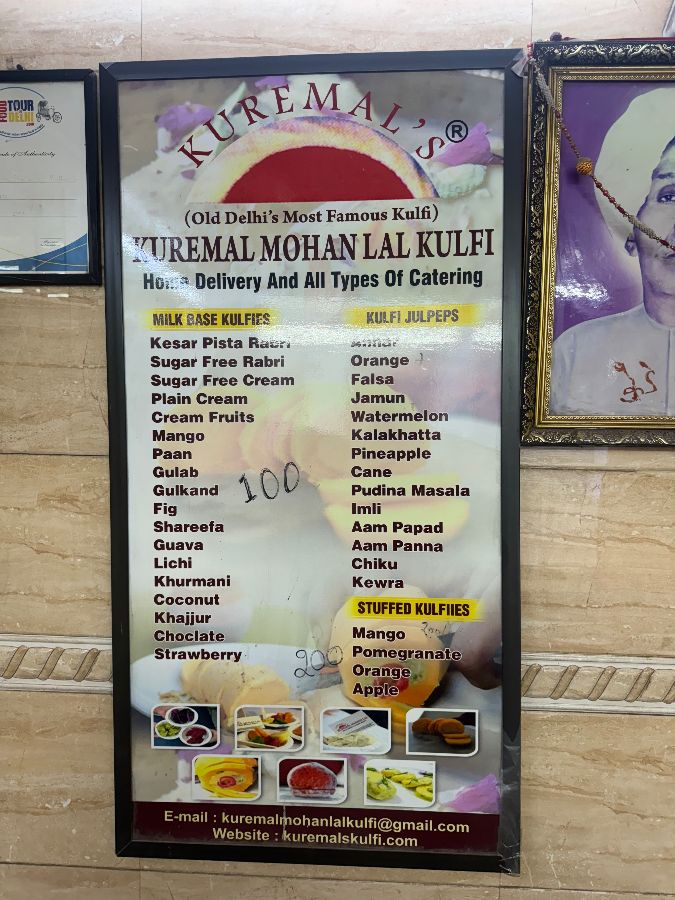 TOUR
DELHI
KUREMAL'S®
(Old Delhi's Most Famous Kulfi)
KUREMAL MOHAN LAL KULFI
Home Delivery And All Types Of Catering
MILK BASE KULFIES
Kesar Pista Rabri
Sugar Free Rabri
Sugar Free Cream
Plain Cream
Cream Fruits
Mango
Paan
Gulab
Gulkand
Fig
Shareefa
Guava
Lichi
Khurmani
Coconut
Khajjur
Choclate
Strawberry
100
200
KULFI JULPEPS
Orange
Falsa
Jamun
Watermelon
Kalakhatta
Pineapple
Cane
Pudina Masala
Imli
Aam Papad
Aam Panna
Chiku
Kewra
STUFFED KULFIIES
Mango
Pomegranate
Orange
Apple
E-mail : kuremalmohanlalkulfi@gmail.com
Website : kuremalskulfi.com